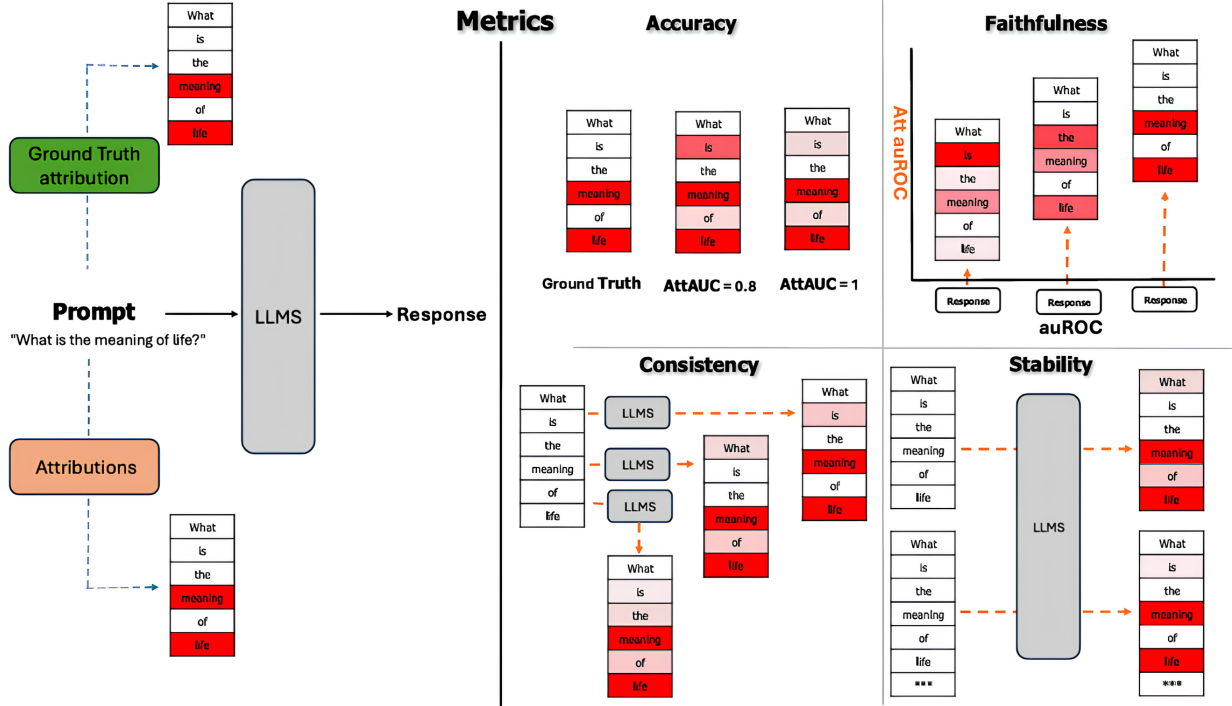 What
is
the
meaning
of
life
Ground Truth
attribution
Prompt
"What is the meaning of life?"
LLMS
Response
Attributions
What
is
the
meaning
of
life
Metrics
Accuracy
What
is
the
meaning
of
life
Ground Truth
What
is
the
meaning
of
life
AttAUC = 0.8
What
is
the
meaning
of
life
AttAUC = 1
Faithfulness
Att auROC
What
is
the
meaning
of
life
Response
What
is
the
meaning
of
life
Response
What
is
the
meaning
of
life
Response
auROC
Consistency
What
is
the
meaning
of
life
LLMS
LLMS
LLMS
What
is
the
meaning
of
life
What
is
the
meaning
of
life
What
is
the
meaning
of
life
Stability
What
is
the
meaning
of
life
What
is
the
meaning
of
life
***
LLMS
What
is
the
meaning
of
life
What
is
the
meaning
of
life
***